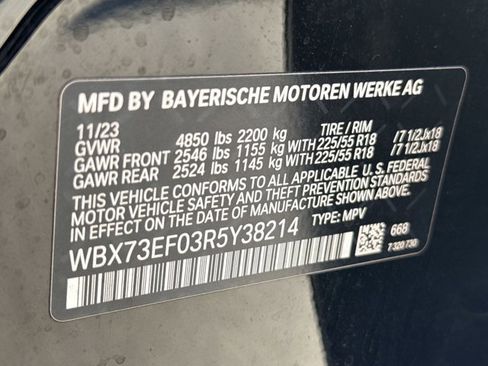 MFD BY BAYERISCHE MOTOREN WERKE AG
11/23 TIRE / RIM
GVWR 4850 lbs 2200 kg
GAWR FRONT 2546 lbs 1155 kg WITH 225/55 R18 /7 1/2Jx18
GAWR REAR 2524 lbs 1145 kg WITH 225/55 R18 /7 1/2Jx18
THIS VEHICLE CONFORMS TO ALL APPLICABLE U.S. FEDERAL
MOTOR VEHICLE SAFETY AND THEFT PREVENTION STANDARDS
IN EFFECT ON THE DATE OF MANUFACTURE SHOWN ABOVE.
WBX73EF03R5Y38214 TYPE: MPV 668
7 320 730